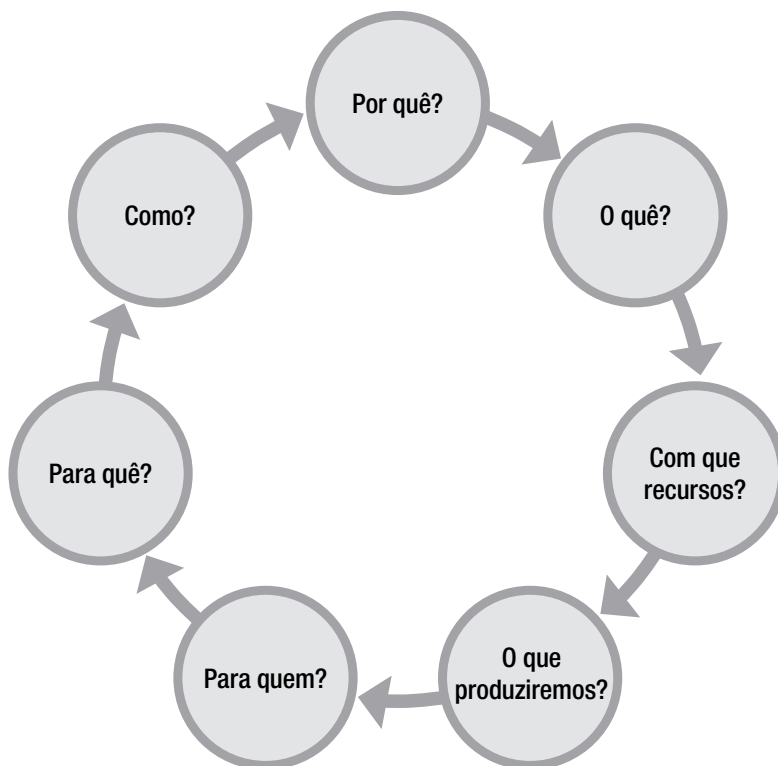 Por quê?
O quê?
Com que
recursos?
O que
produziremos?
Para quem?
Para quê?
Como?